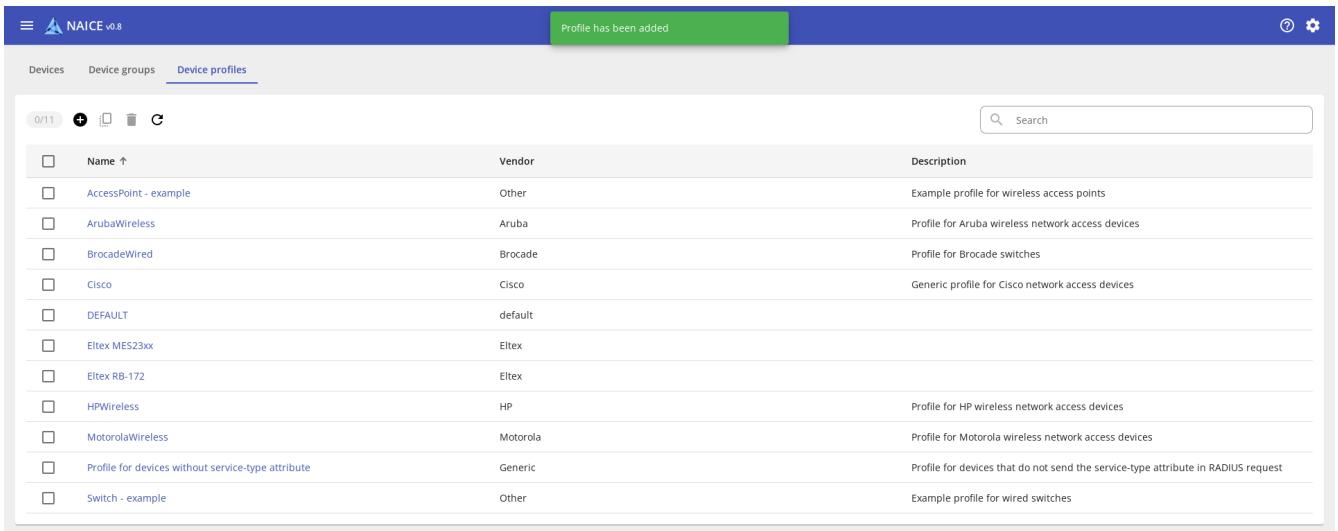 NAICE v0.8
Profile has been added
Devices Device groups Device profiles
0/11
Search
Name ↑ Vendor Description
AccessPoint - example Other Example profile for wireless access points
ArubaWireless Aruba Profile for Aruba wireless network access devices
BrocadeWired Brocade Profile for Brocade switches
Cisco Cisco Generic profile for Cisco network access devices
DEFAULT default
Eltex MES23xx Eltex
Eltex RB-172 Eltex
HPWireless HP Profile for HP wireless network access devices
MotorolaWireless Motorola Profile for Motorola wireless network access devices
Profile for devices without service-type attribute Generic Profile for devices that do not send the service-type attribute in RADIUS request
Switch - example Other Example profile for wired switches